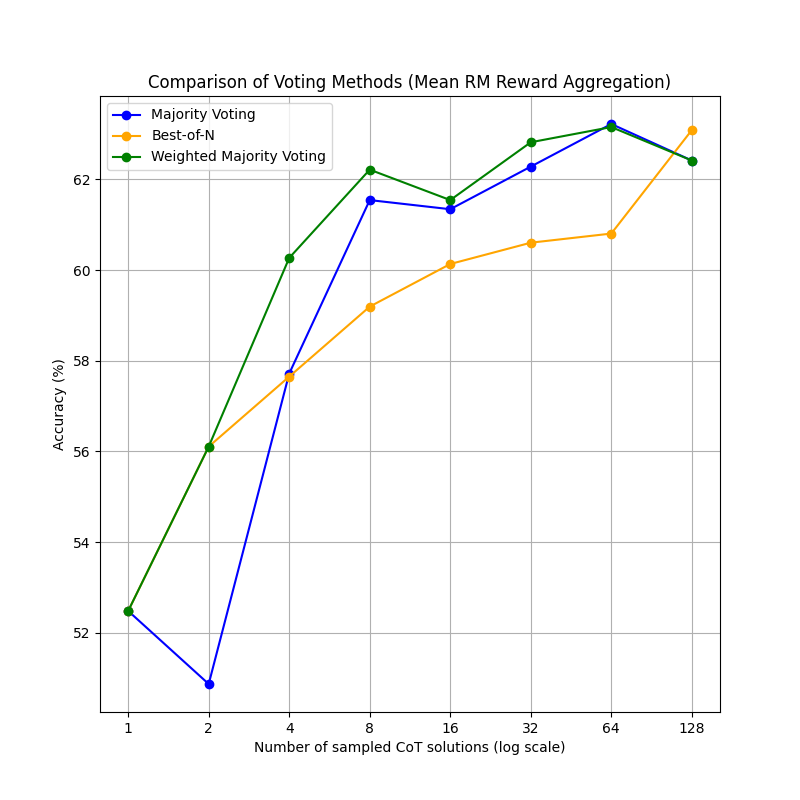 Comparison of Voting Methods (Mean RM Reward Aggregation)
Majority Voting
Best-of-N
Weighted Majority Voting
Accuracy (%)
62
60
58
56
54
52
1 2 4 8 16 32 64 128
Number of sampled CoT solutions (log scale)